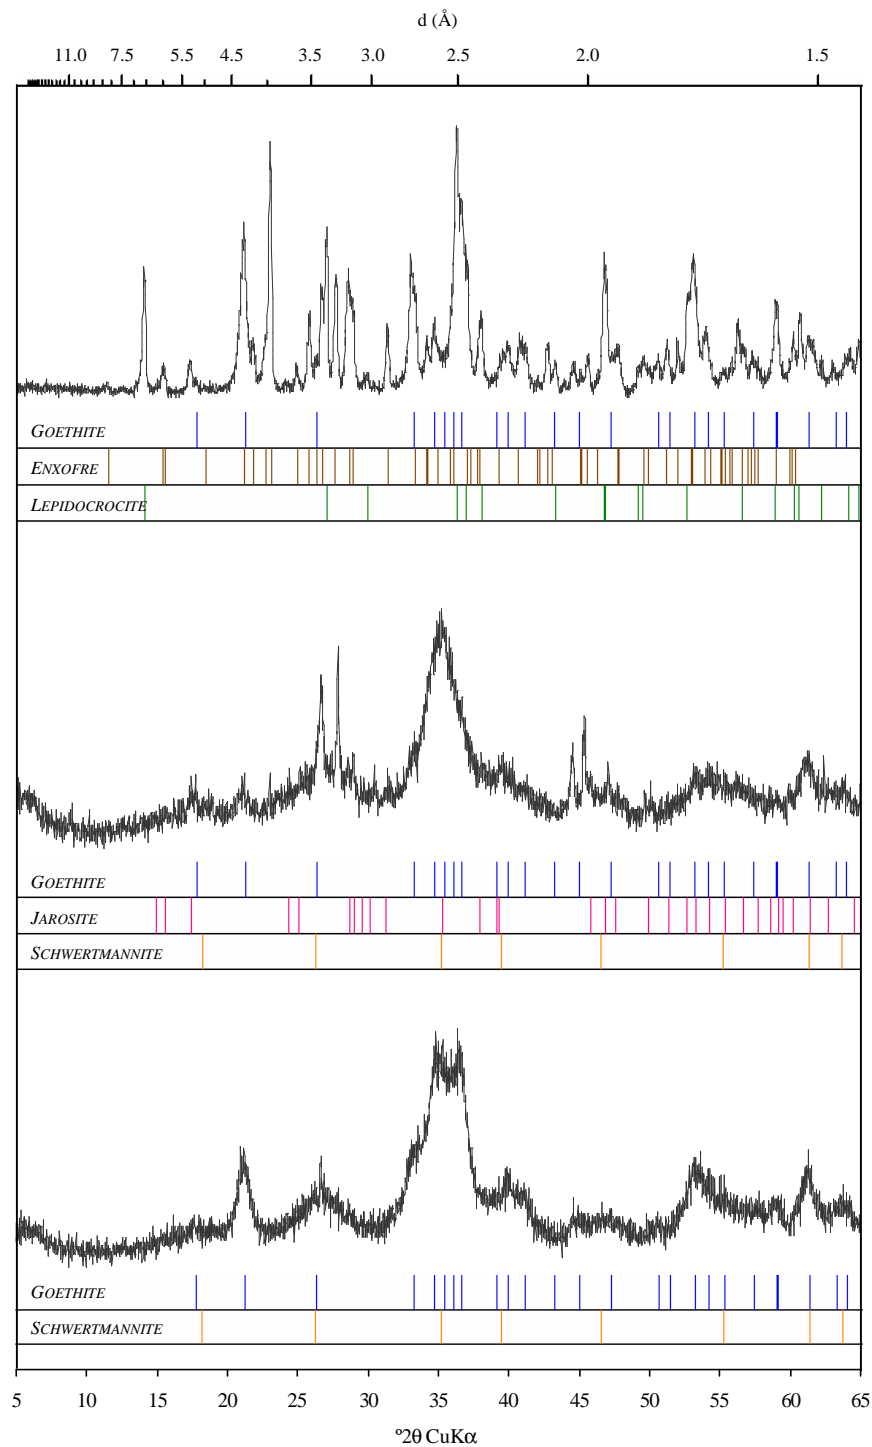 d (Å)
11.0 7.5 5.5 4.5 3.5 3.0 2.5 2.0 1.5
GOETHITE
ENXOFRE
LEPIDOCROCITE
GOETHITE
JAROSITE
SCHWERTMANNITE
GOETHITE
SCHWERTMANNITE
5 10 15 20 25 30 35 40 45 50 55 60 65
º2θ CuKα